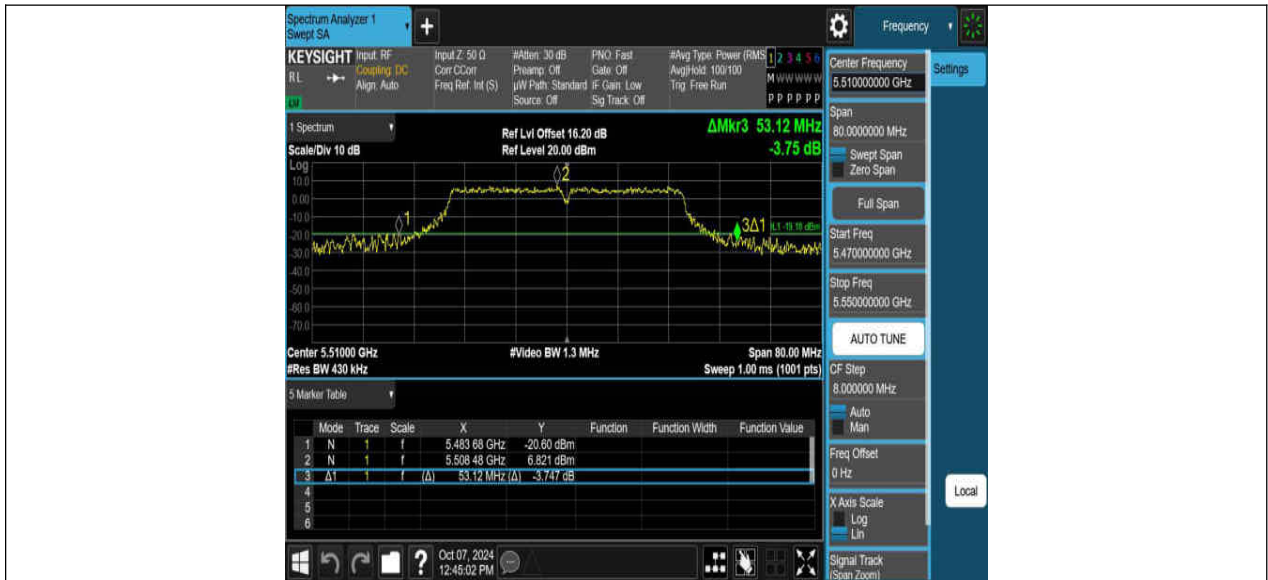 Spectrum Analyzer 1
Swept SA
+
Frequency
KEYSIGHT
RL
Input: RF
Coupling: DC
Align: Auto
Input Z: 50 Ω
Corr CCorr
Freq Ref: Int (S)
#Atten: 30 dB
Preamp: Off
µW Path: Standard
Source: Off
PNO: Fast
Gate: Off
IF Gain: Low
Sig Track: Off
#Avg Type: Power (RMS
Avg|Hold: 100/100
Trig: Free Run
1 2 3 4 5 6
M W W W W W
P P P P P P
1 Spectrum
Scale/Div 10 dB
Ref Lvl Offset 16.20 dB
Ref Level 20.00 dBm
ΔMkr3 53.12 MHz
-3.75 dB
Log
10.0
0.00
-10.0
-20.0
-30.0
-40.0
-50.0
-60.0
-70.0
1
2
3Δ1
Center 5.51000 GHz
#Res BW 430 kHz
#Video BW 1.3 MHz
Span 80.00 MHz
Sweep 1.00 ms (1001 pts)
5 Marker Table
Mode Trace Scale X Y Function Function Width Function Value
1 N 1 f 5.483 68 GHz -20.60 dBm
2 N 1 f 5.508 48 GHz 6.821 dBm
3 Δ1 1 f (Δ) 53.12 MHz (Δ) -3.747 dB
4
5
6
?
Oct 07, 2024
12:45:02 PM
Center Frequency
5.510000000 GHz
Settings
Span
80.0000000 MHz
Swept Span
Zero Span
Full Span
Start Freq
5.470000000 GHz
Stop Freq
5.550000000 GHz
AUTO TUNE
CF Step
8.000000 MHz
Auto
Man
Freq Offset
0 Hz
X Axis Scale
Log
Lin
Signal Track
(Span Zoom)
Local